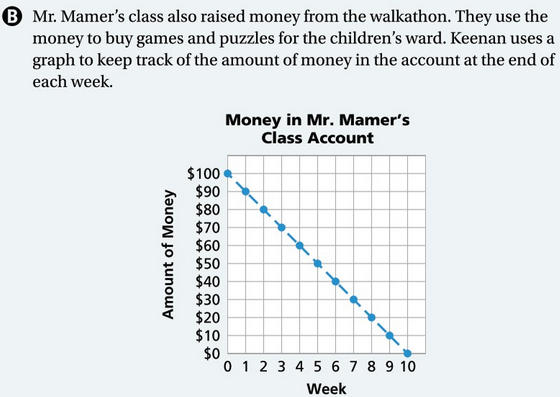 B Mr. Mamer's class also raised money from the walkathon. They use the
money to buy games and puzzles for the children's ward. Keenan uses a
graph to keep track of the amount of money in the account at the end of
each week.
Money in Mr. Mamer's
Class Account
Amount of Money
$100
$90
$80
$70
$60
$50
$40
$30
$20
$10
$0
0 1 2 3 4 5 6 7 8 9 10
Week